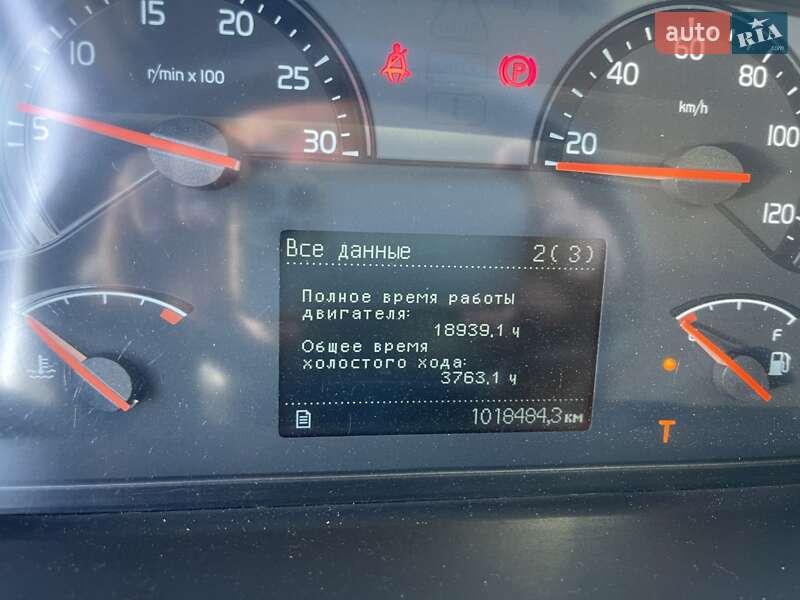 auto RIA .com
15
20
10
25
r/min x 100
5
30
P
60
40
80
km/h
20
100
120
Все данные 2( 3)
Полное время работы
двигателя:
18939,1 ч
Общее время
холостого хода:
3763,1 ч
1018484,3 км
F
T